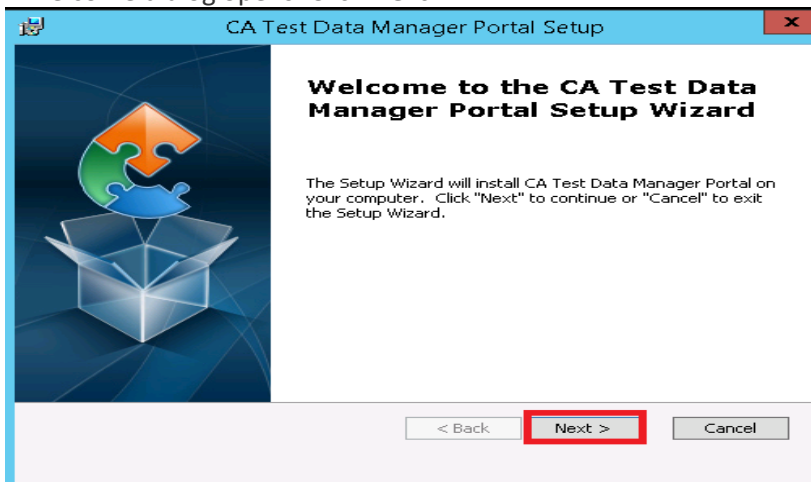 CA Test Data Manager Portal Setup
x
Welcome to the CA Test Data
Manager Portal Setup Wizard
The Setup Wizard will install CA Test Data Manager Portal on
your computer. Click "Next" to continue or "Cancel" to exit
the Setup Wizard.
< Back Next > Cancel